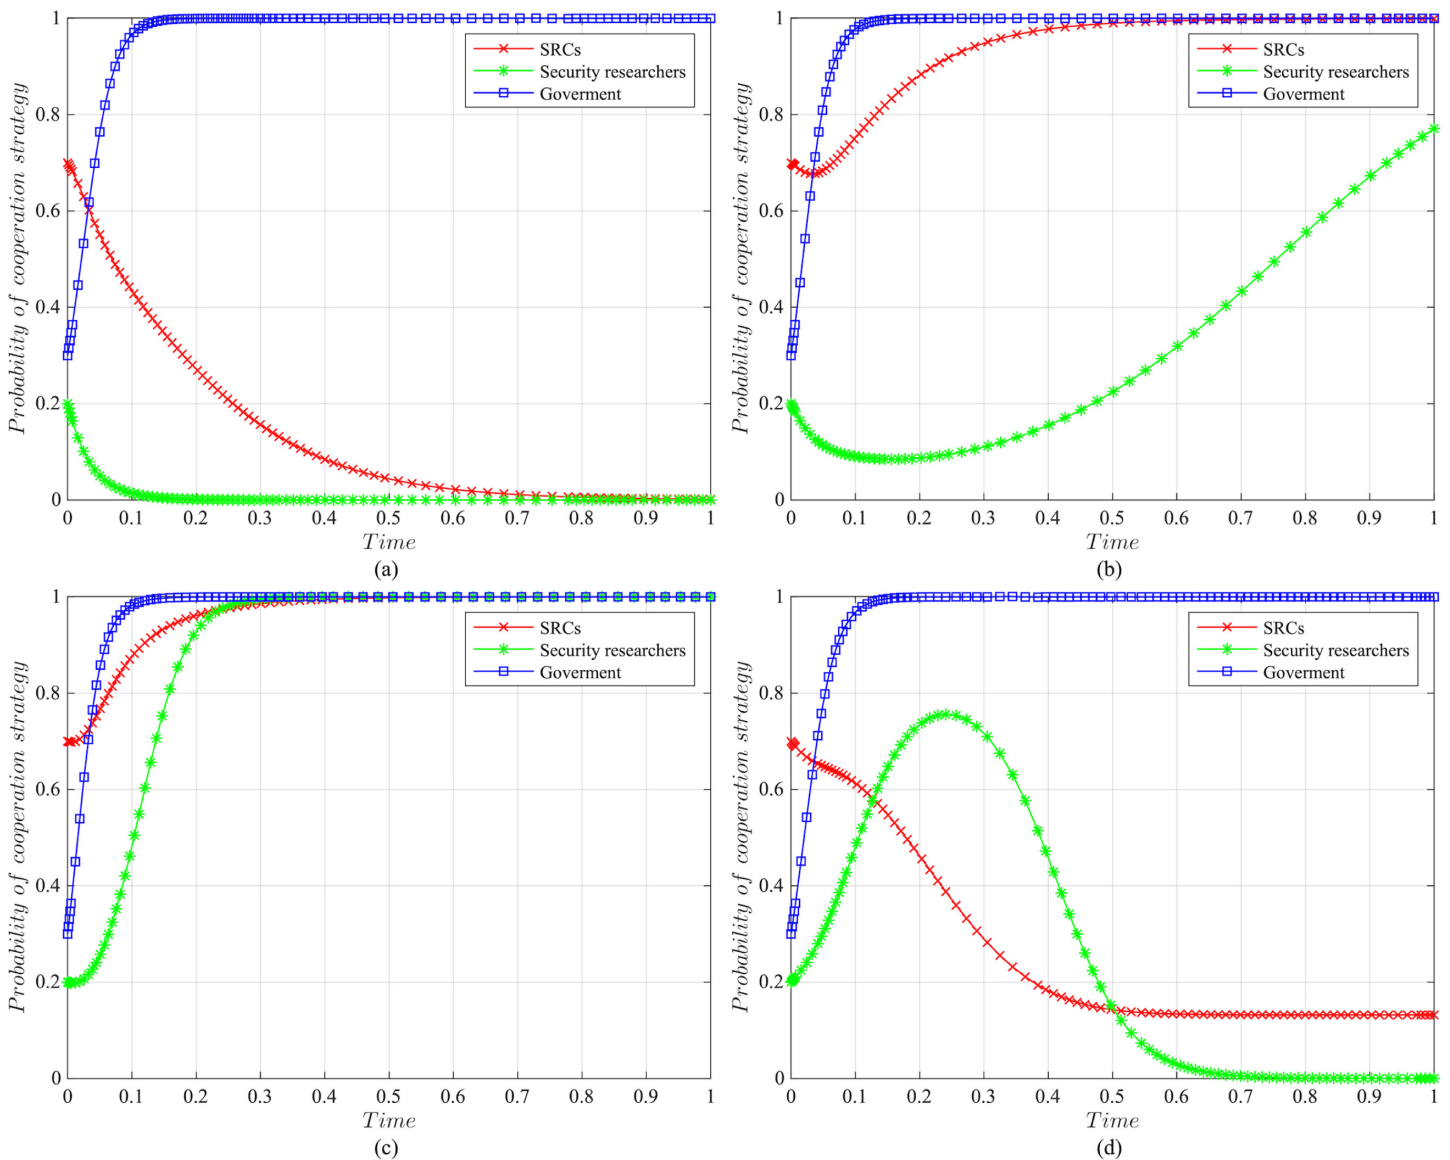 Probability of cooperation strategy
1
0.8
0.6
0.4
0.2
0
SRCs
Security researchers
Goverment
0 0.1 0.2 0.3 0.4 0.5 0.6 0.7 0.8 0.9 1
Time
(a)
Probability of cooperation strategy
1
0.8
0.6
0.4
0.2
0
SRCs
Security researchers
Goverment
0 0.1 0.2 0.3 0.4 0.5 0.6 0.7 0.8 0.9 1
Time
(b)
Probability of cooperation strategy
1
0.8
0.6
0.4
0.2
0
SRCs
Security researchers
Goverment
0 0.1 0.2 0.3 0.4 0.5 0.6 0.7 0.8 0.9 1
Time
(c)
Probability of cooperation strategy
1
0.8
0.6
0.4
0.2
0
SRCs
Security researchers
Goverment
0 0.1 0.2 0.3 0.4 0.5 0.6 0.7 0.8 0.9 1
Time
(d)